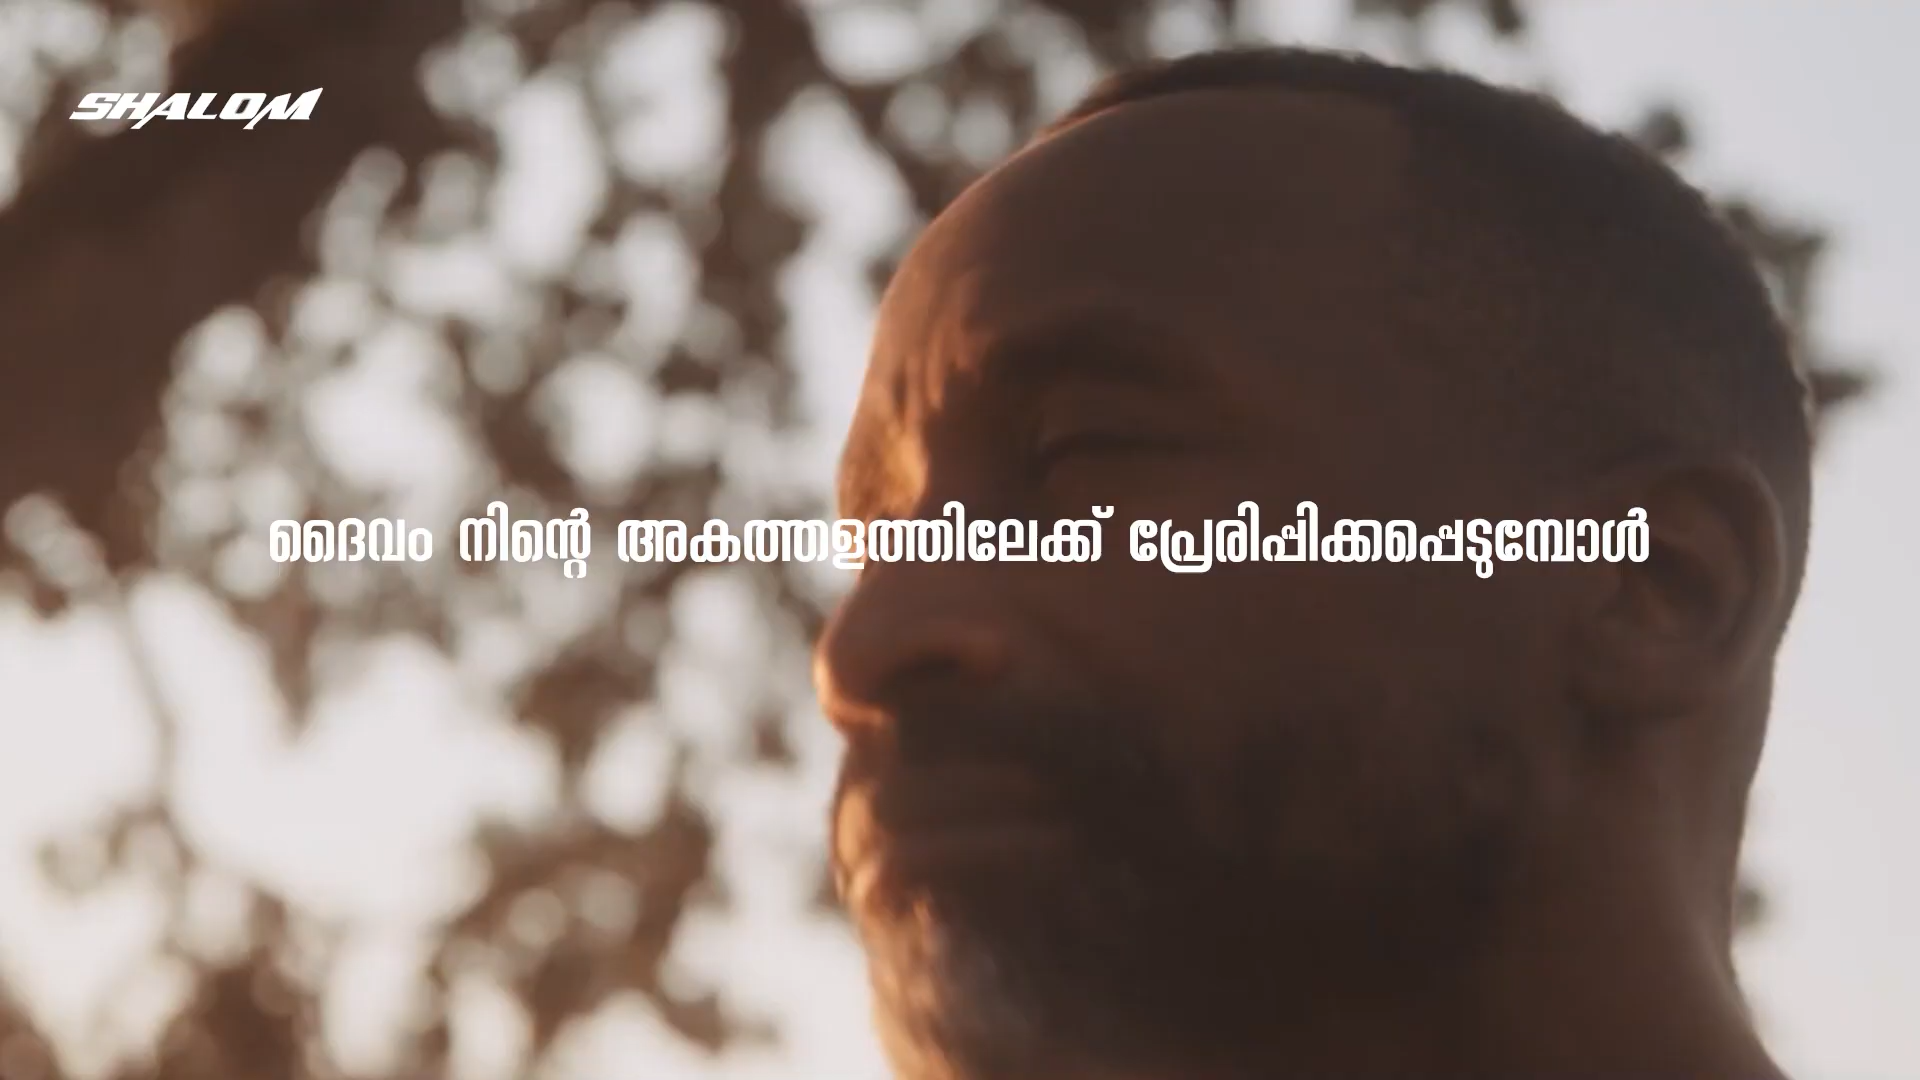 SHALOM
ദൈവം നിന്റെ അകത്തളത്തിലേക്ക് പ്രേരിപ്പിക്കപ്പെടുമ്പോൾ